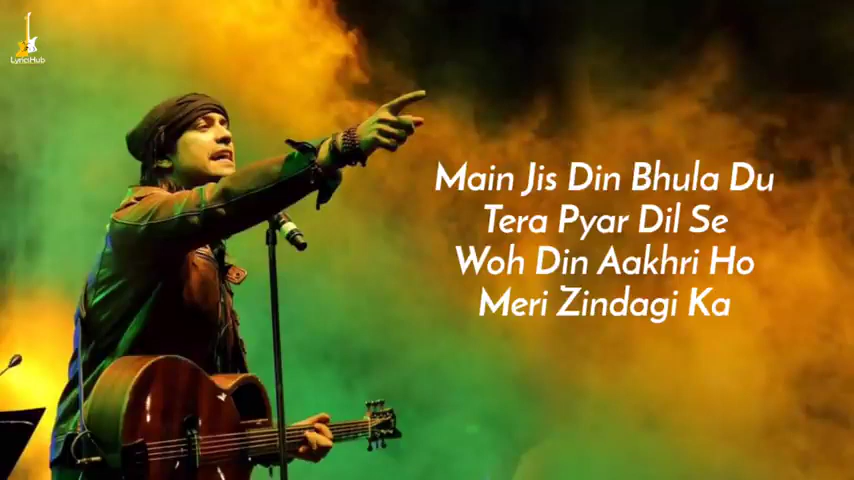 LyricsHub
Main Jis Din Bhula Du
Tera Pyar Dil Se
Woh Din Aakhri Ho
Meri Zindagi Ka